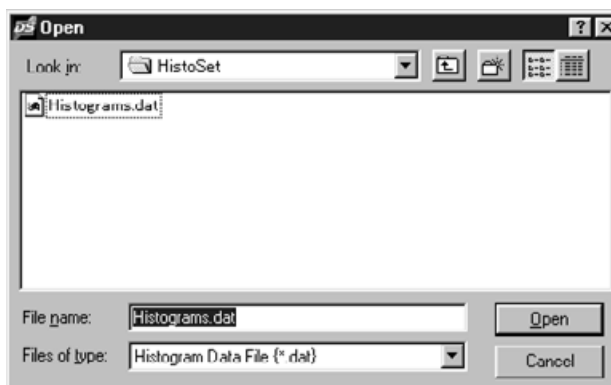 DS Open
Look in: HistoSet
Histograms.dat
File name: Histograms.dat Open
Files of type: Histogram Data File {*.dat} Cancel